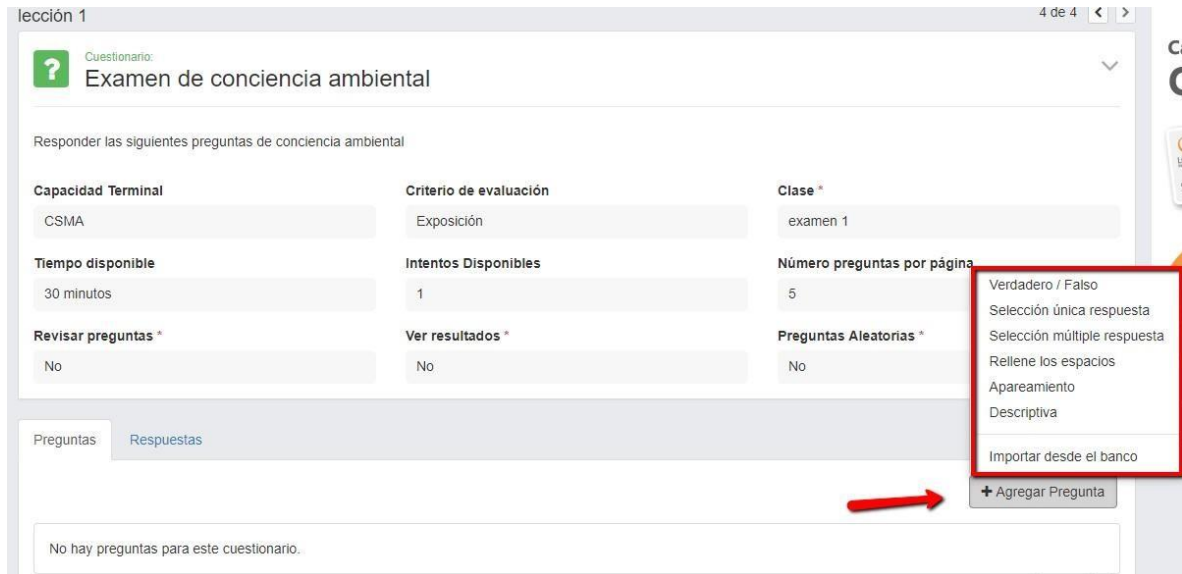 lección 1
4 de 4
Cuestionario:
Examen de conciencia ambiental
Responder las siguientes preguntas de conciencia ambiental
Capacidad Terminal
Criterio de evaluación
Clase *
CSMA
Exposición
examen 1
Tiempo disponible
Intentos Disponibles
Número preguntas por página
30 minutos
1
5
Revisar preguntas *
Ver resultados *
Preguntas Aleatorias *
No
No
No
Verdadero / Falso
Selección única respuesta
Selección múltiple respuesta
Rellene los espacios
Apareamiento
Descriptiva
Importar desde el banco
Preguntas
Respuestas
+ Agregar Pregunta
No hay preguntas para este cuestionario.